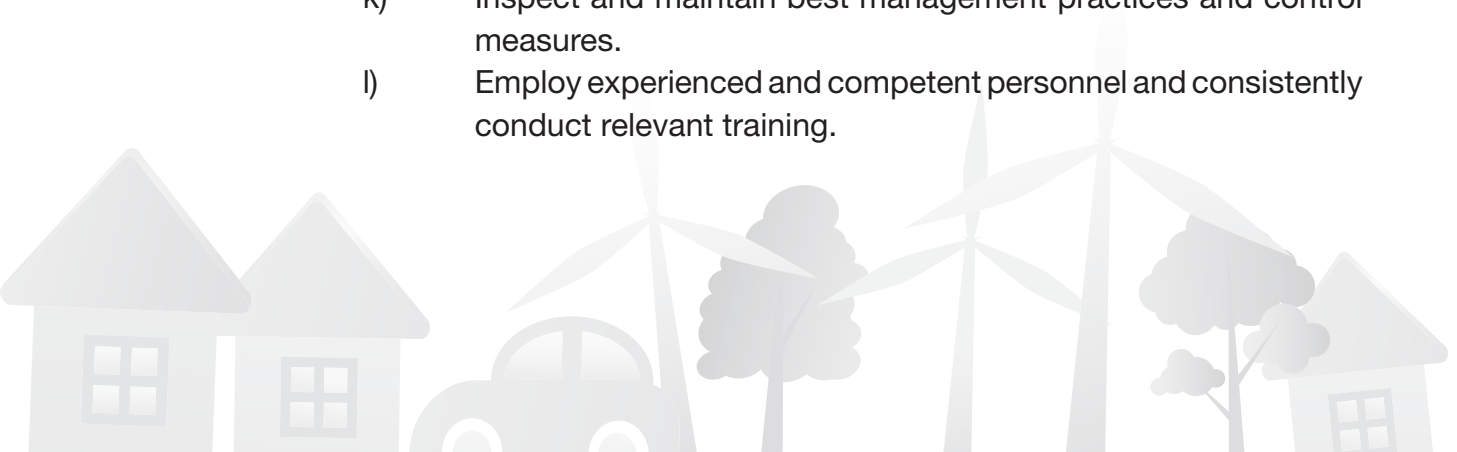 k) Inspect and maintain best management practices and control
measures.
l) Employ experienced and competent personnel and consistently
conduct relevant training.